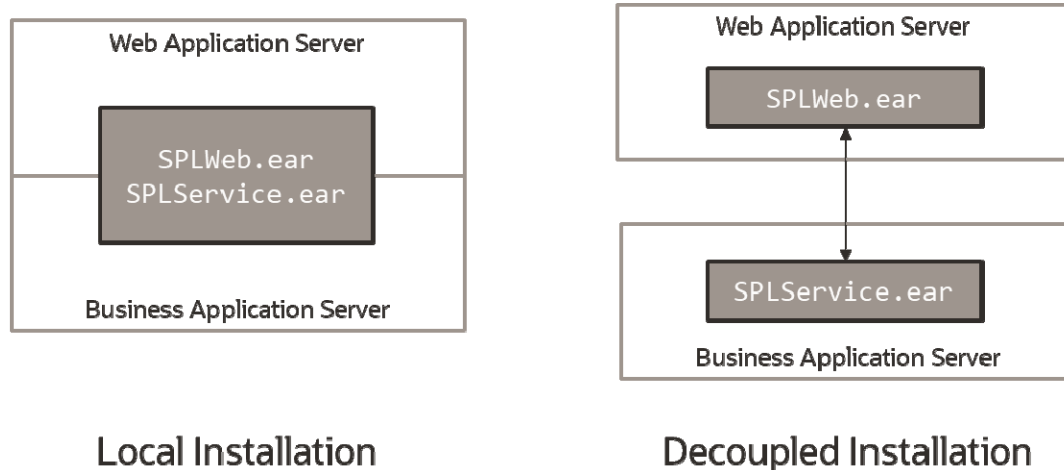 Web Application Server
SPLWeb.ear
SPLService.ear
Business Application Server
Local Installation
Web Application Server
SPLWeb.ear
SPLService.ear
Business Application Server
Decoupled Installation